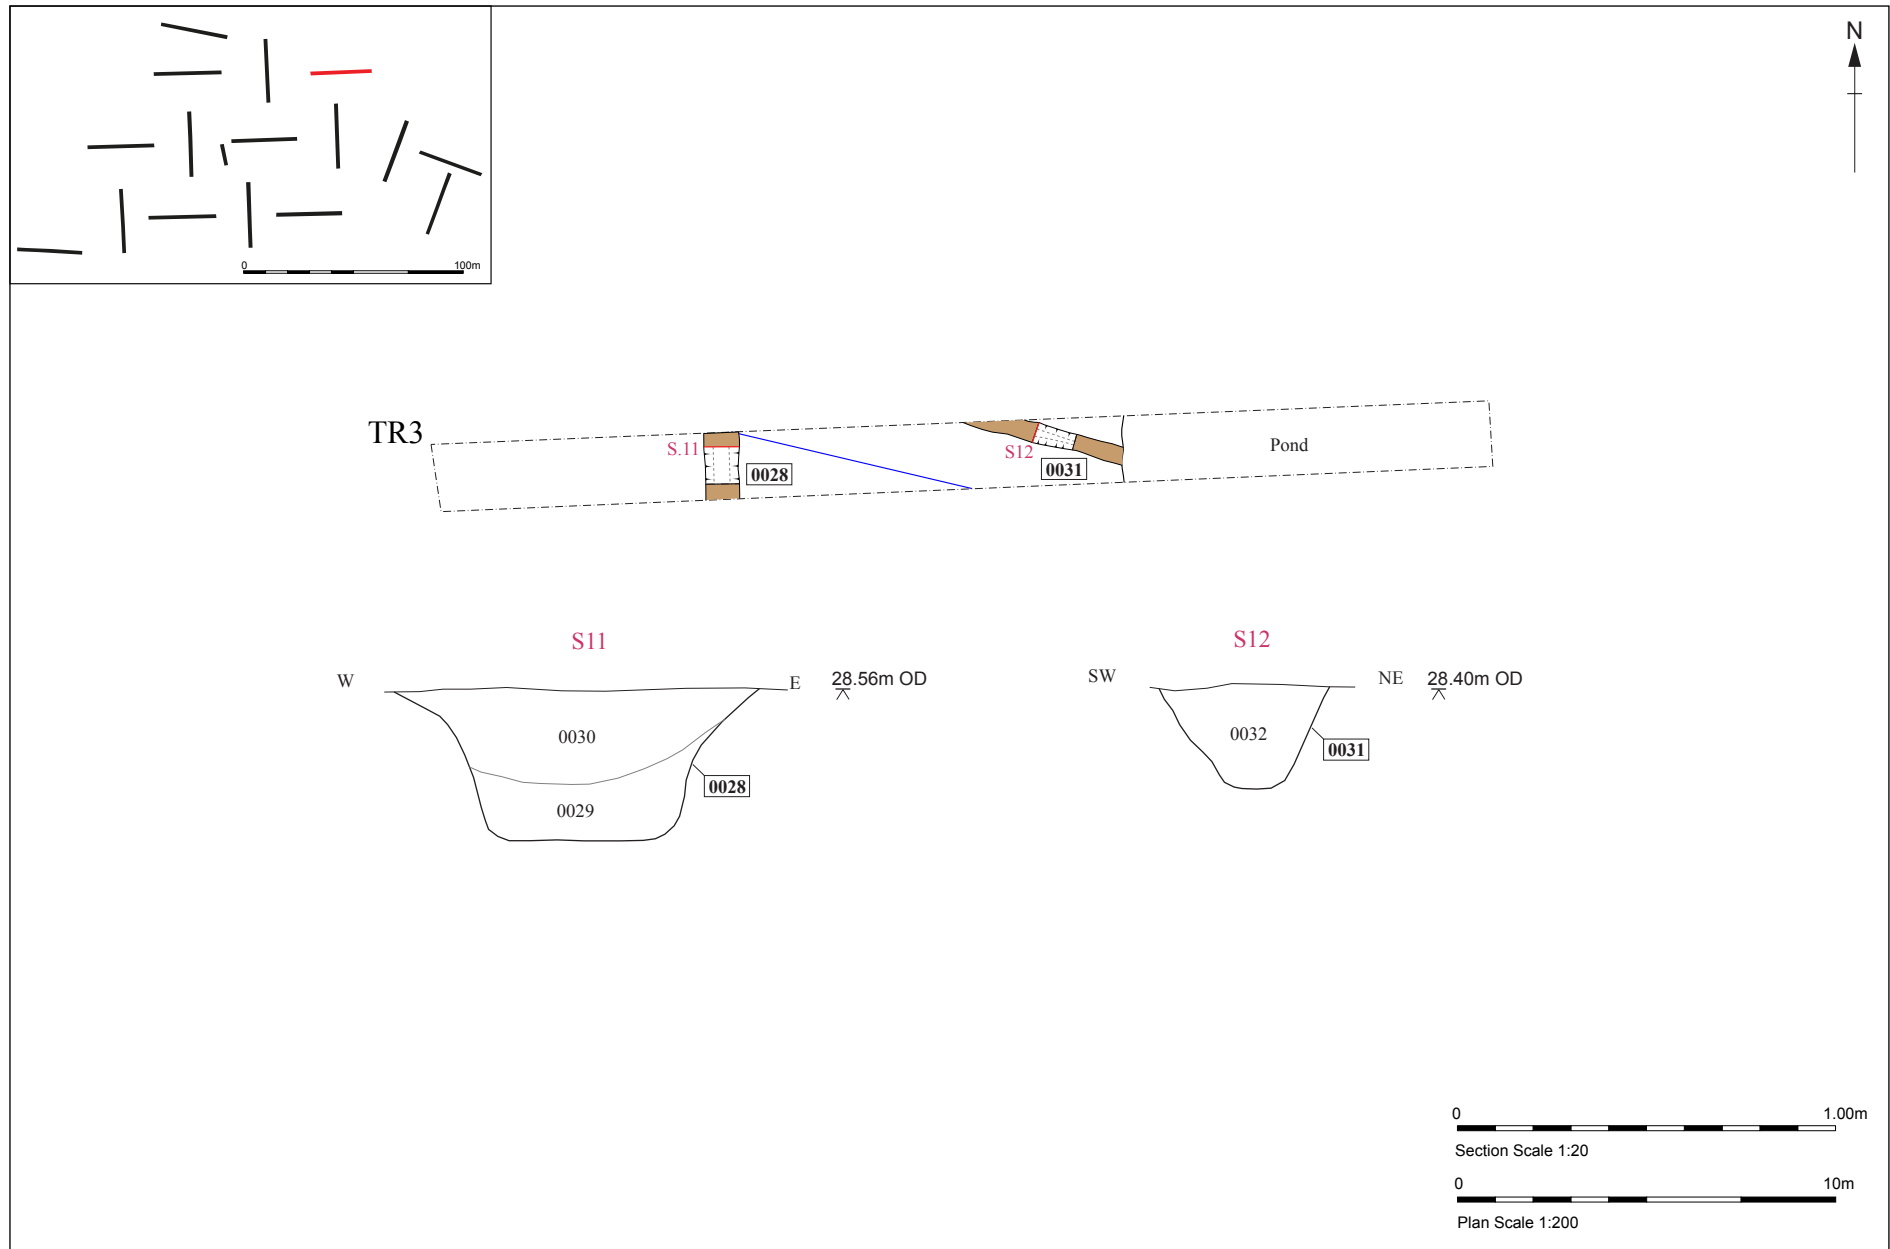 0 100m
N
TR3
S.11
0028
S12
0031
Pond
S11
W
E
28.56m OD
0030
0028
0029
S12
SW
NE
28.40m OD
0032
0031
0 1.00m
Section Scale 1:20
0 10m
Plan Scale 1:200